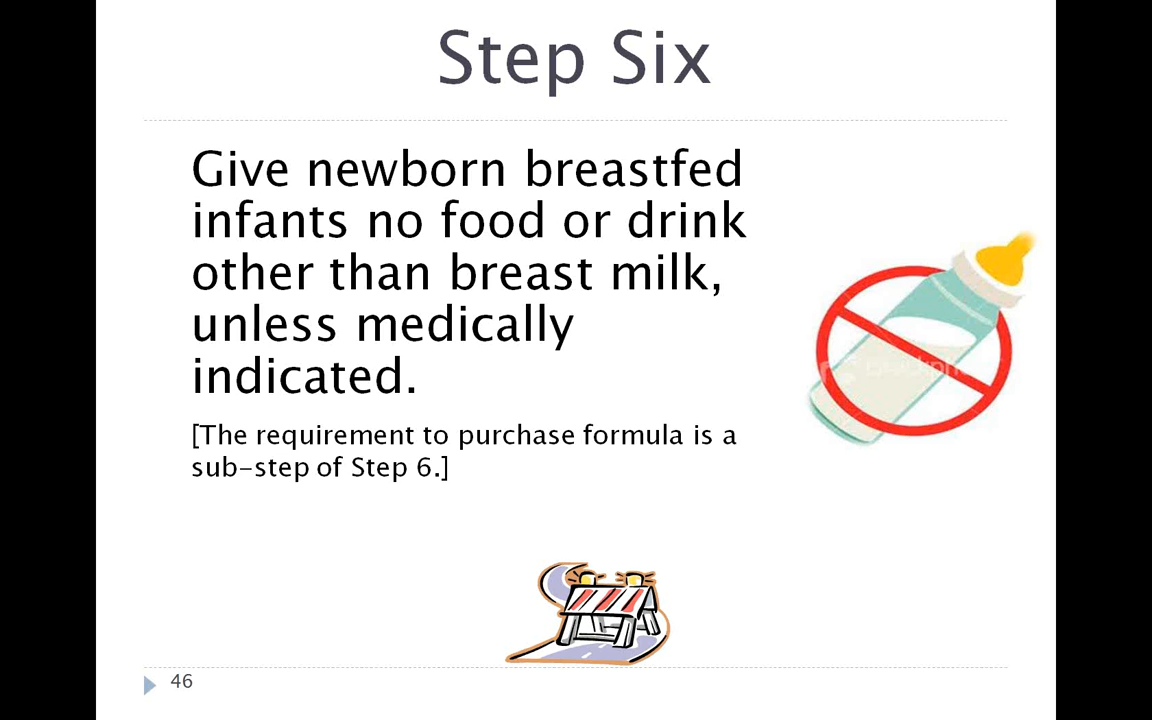 Step Six
Give newborn breastfed
infants no food or drink
other than breast milk,
unless medically
indicated.
[The requirement to purchase formula is a
sub-step of Step 6.]
46